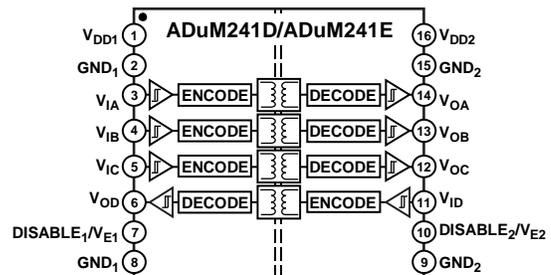 ADuM241D/ADuM241E
V_DD1 1 16 V_DD2
GND_1 2 15 GND_2
V_IA 3 ENCODE DECODE 14 V_OA
V_IB 4 ENCODE DECODE 13 V_OB
V_IC 5 ENCODE DECODE 12 V_OC
V_OD 6 DECODE ENCODE 11 V_ID
DISABLE_1/V_E1 7 10 DISABLE_2/V_E2
GND_1 8 9 GND_2